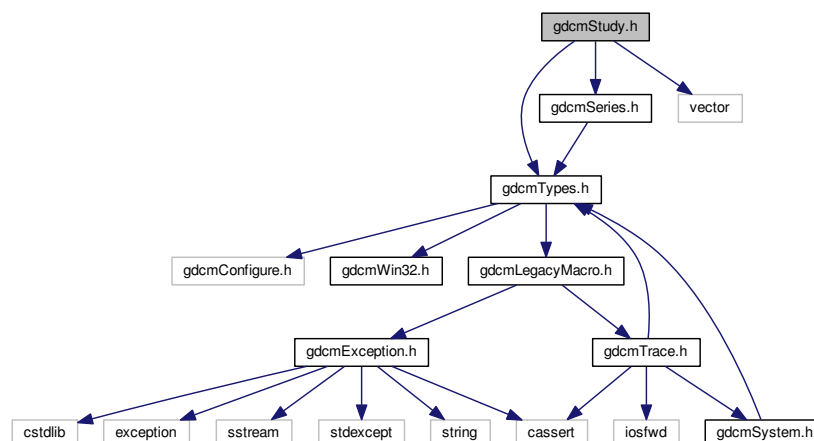 gdcmStudy.h
gdcmSeries.h
vector
gdcmTypes.h
gdcmConfigure.h
gdcmWin32.h
gdcmLegacyMacro.h
gdcmException.h
gdcmTrace.h
cstdlib
exception
sstream
stdexcept
string
cassert
iosfwd
gdcmSystem.h